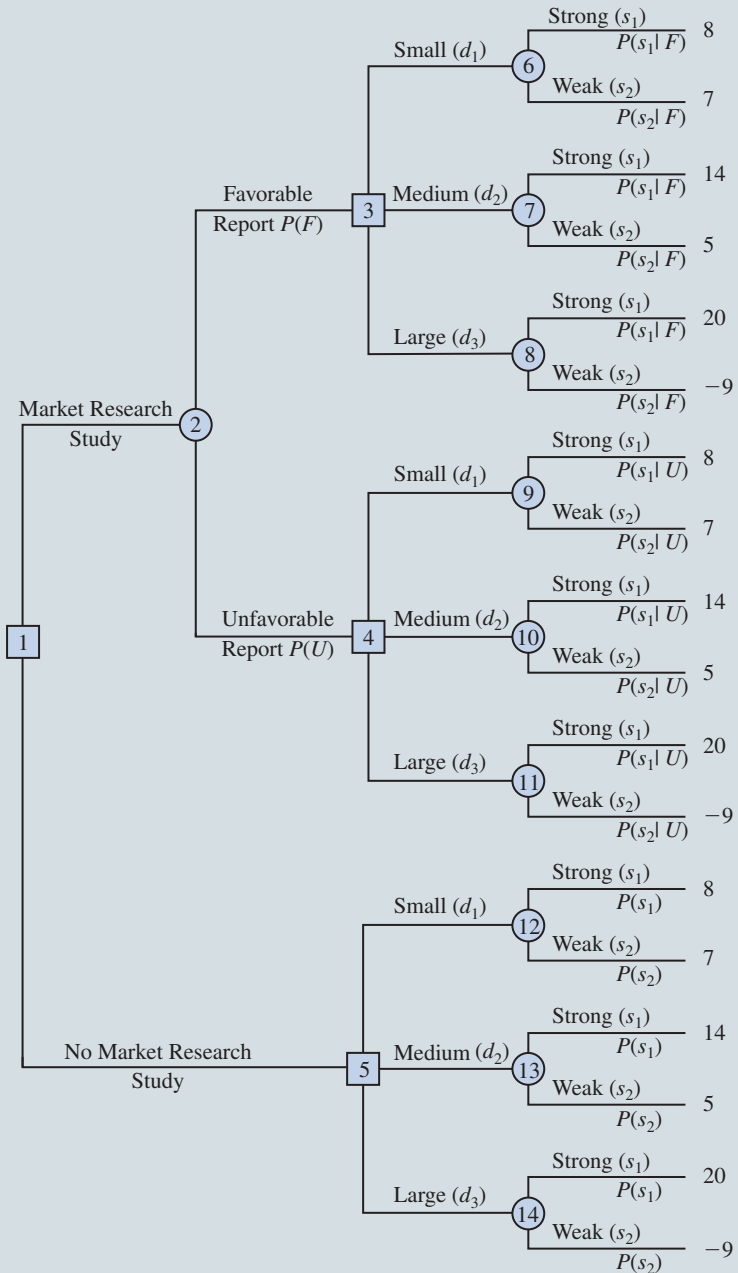 Strong (s₁)
P(s₁| F)
8
Small (d₁)
6
Weak (s₂)
P(s₂| F)
7
Strong (s₁)
P(s₁| F)
14
Favorable
Report P(F)
3
Medium (d₂)
7
Weak (s₂)
P(s₂| F)
5
Strong (s₁)
P(s₁| F)
20
Large (d₃)
8
Weak (s₂)
P(s₂| F)
−9
Market Research
Study
2
Strong (s₁)
P(s₁| U)
8
Small (d₁)
9
Weak (s₂)
P(s₂| U)
7
Strong (s₁)
P(s₁| U)
14
Unfavorable
Report P(U)
4
Medium (d₂)
10
Weak (s₂)
P(s₂| U)
5
1
Strong (s₁)
P(s₁| U)
20
Large (d₃)
11
Weak (s₂)
P(s₂| U)
−9
Strong (s₁)
P(s₁)
8
Small (d₁)
12
Weak (s₂)
P(s₂)
7
Strong (s₁)
P(s₁)
14
No Market Research
Study
5
Medium (d₂)
13
Weak (s₂)
P(s₂)
5
Strong (s₁)
P(s₁)
20
Large (d₃)
14
Weak (s₂)
P(s₂)
−9